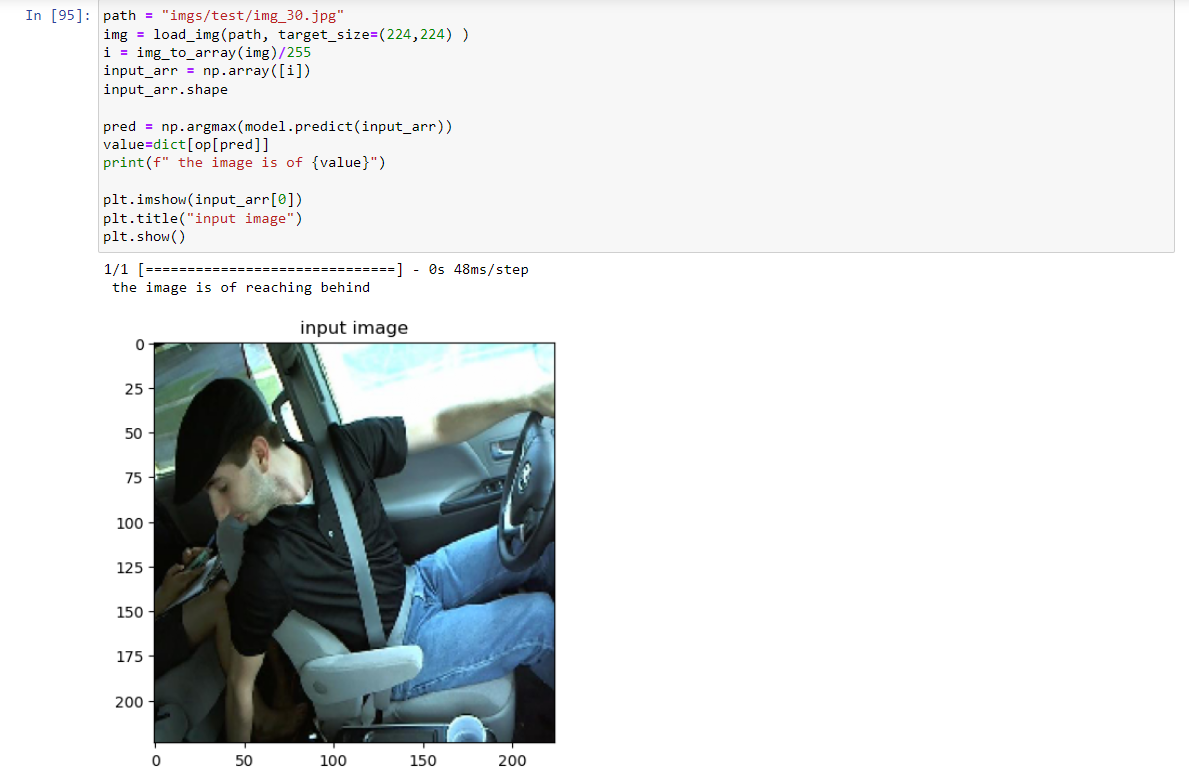 In [95]: path = "imgs/test/img_30.jpg"
img = load_img(path, target_size=(224,224) )
i = img_to_array(img)/255
input_arr = np.array([i])
input_arr.shape
pred = np.argmax(model.predict(input_arr))
value=dict[op[pred]]
print(f" the image is of {value}")
plt.imshow(input_arr[0])
plt.title("input image")
plt.show()
1/1 [==============================] - 0s 48ms/step
the image is of reaching behind
input image
0
25
50
75
100
125
150
175
200
0 50 100 150 200